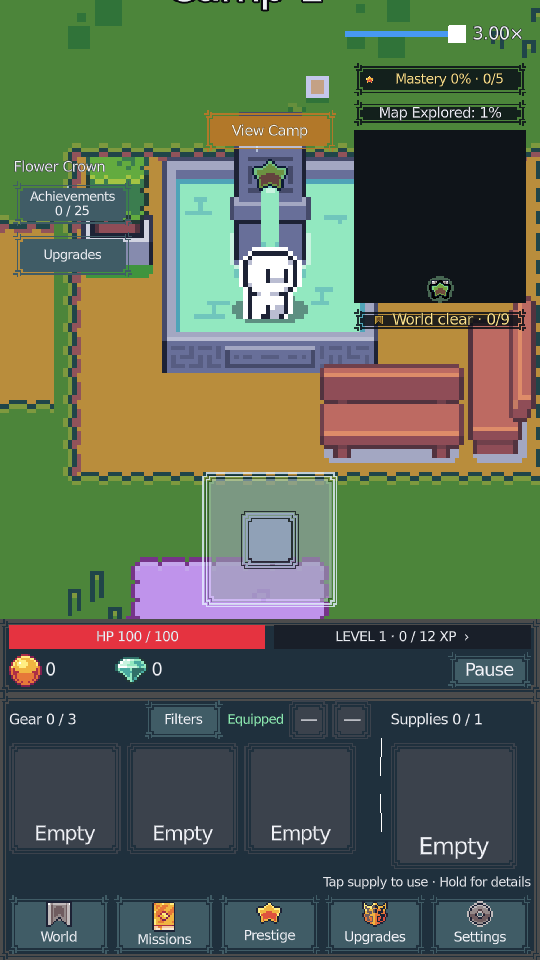 3.00×
Mastery 0% · 0/5
Map Explored: 1%
View Camp
Flower Crown
Achievements
0 / 25
Upgrades
World clear · 0/9
HP 100 / 100
LEVEL 1 · 0 / 12 XP ›
0
0
Pause
Gear 0 / 3
Filters
Equipped
—
—
Supplies 0 / 1
Empty
Empty
Empty
Empty
Tap supply to use · Hold for details
World
Missions
Prestige
Upgrades
Settings